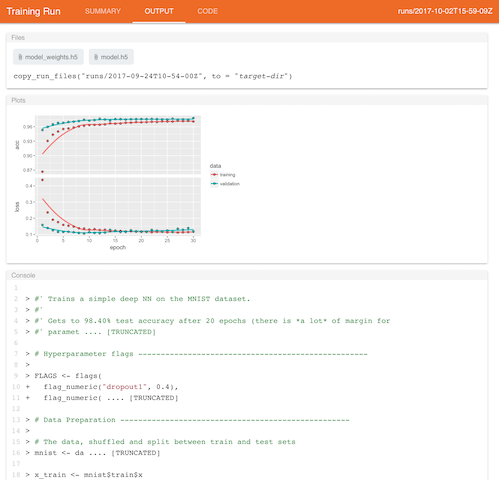 Training Run SUMMARY OUTPUT CODE runs/2017-10-02T15-59-09Z
Files
model_weights.h5 model.h5
copy_run_files("runs/2017-09-24T10-54-00Z", to = "target-dir")
Plots
0.96
0.93
0.90
0.87
acc
0.4
0.3
0.2
0.1
loss
0 5 10 15 20 25 30
epoch
data
training
validation
Console
1
2 > #' Trains a simple deep NN on the MNIST dataset.
3 > #'
4 > #' Gets to 98.40% test accuracy after 20 epochs (there is *a lot* of margin for
5 > #' paramet .... [TRUNCATED]
6
7 > # Hyperparameter flags ---------------------------------------------------
8 >
9 > FLAGS <- flags(
10 + flag_numeric("dropout1", 0.4),
11 + flag_numeric( .... [TRUNCATED]
12
13 > # Data Preparation ---------------------------------------------------
14 >
15 > # The data, shuffled and split between train and test sets
16 > mnist <- da .... [TRUNCATED]
17
18 > x_train <- mnist$train$x